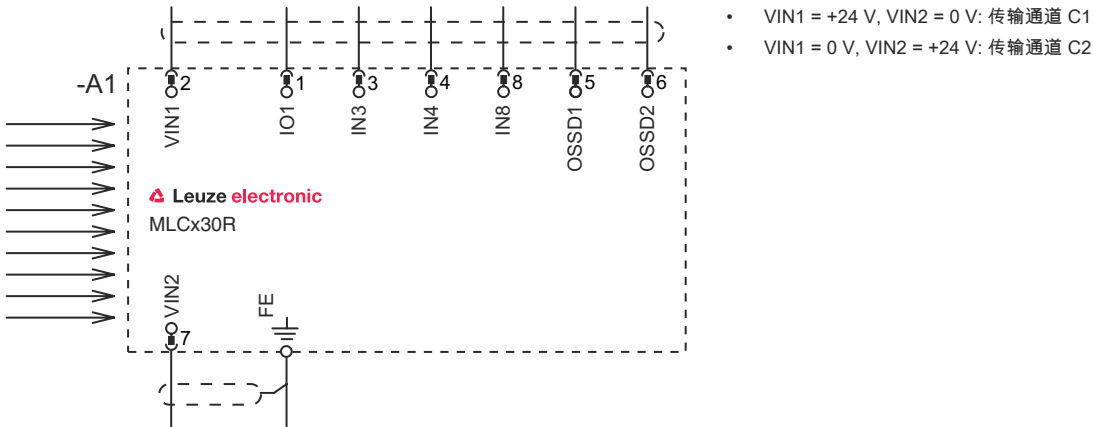 • VIN1 = +24 V, VIN2 = 0 V: 传输通道 C1
• VIN1 = 0 V, VIN2 = +24 V: 传输通道 C2
-A1
2 1 3 4 8 5 6
VIN1 IO1 IN3 IN4 IN8 OSSD1 OSSD2
Leuze electronic
MLCx30R
VIN2 FE
7